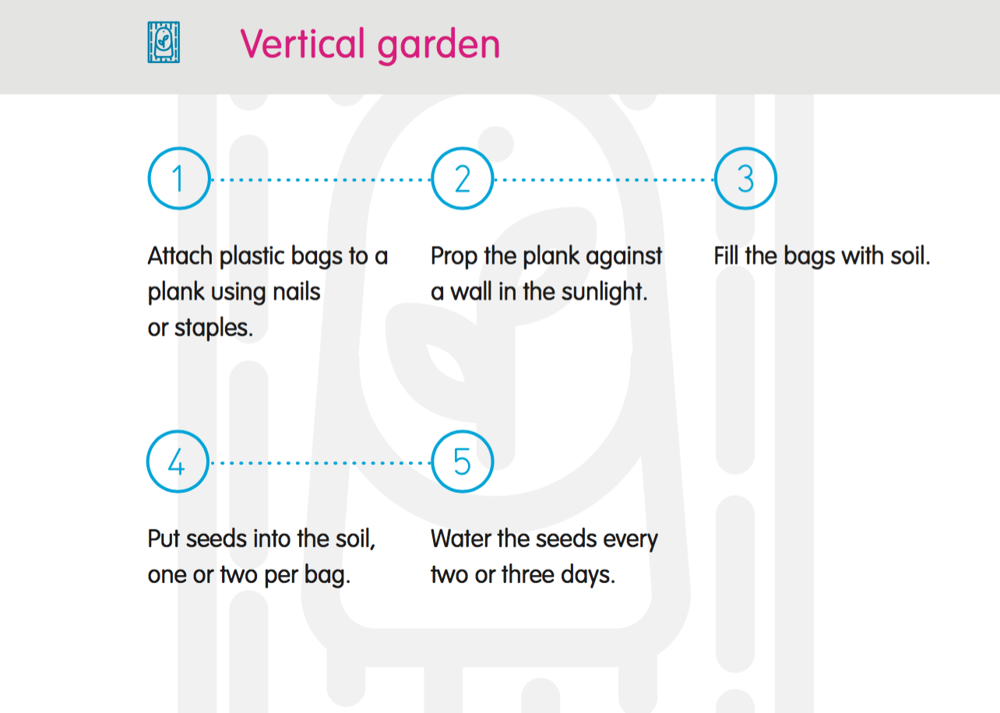 Vertical garden
1
Attach plastic bags to a
plank using nails
or staples.
2
Prop the plank against
a wall in the sunlight.
3
Fill the bags with soil.
4
Put seeds into the soil,
one or two per bag.
5
Water the seeds every
two or three days.